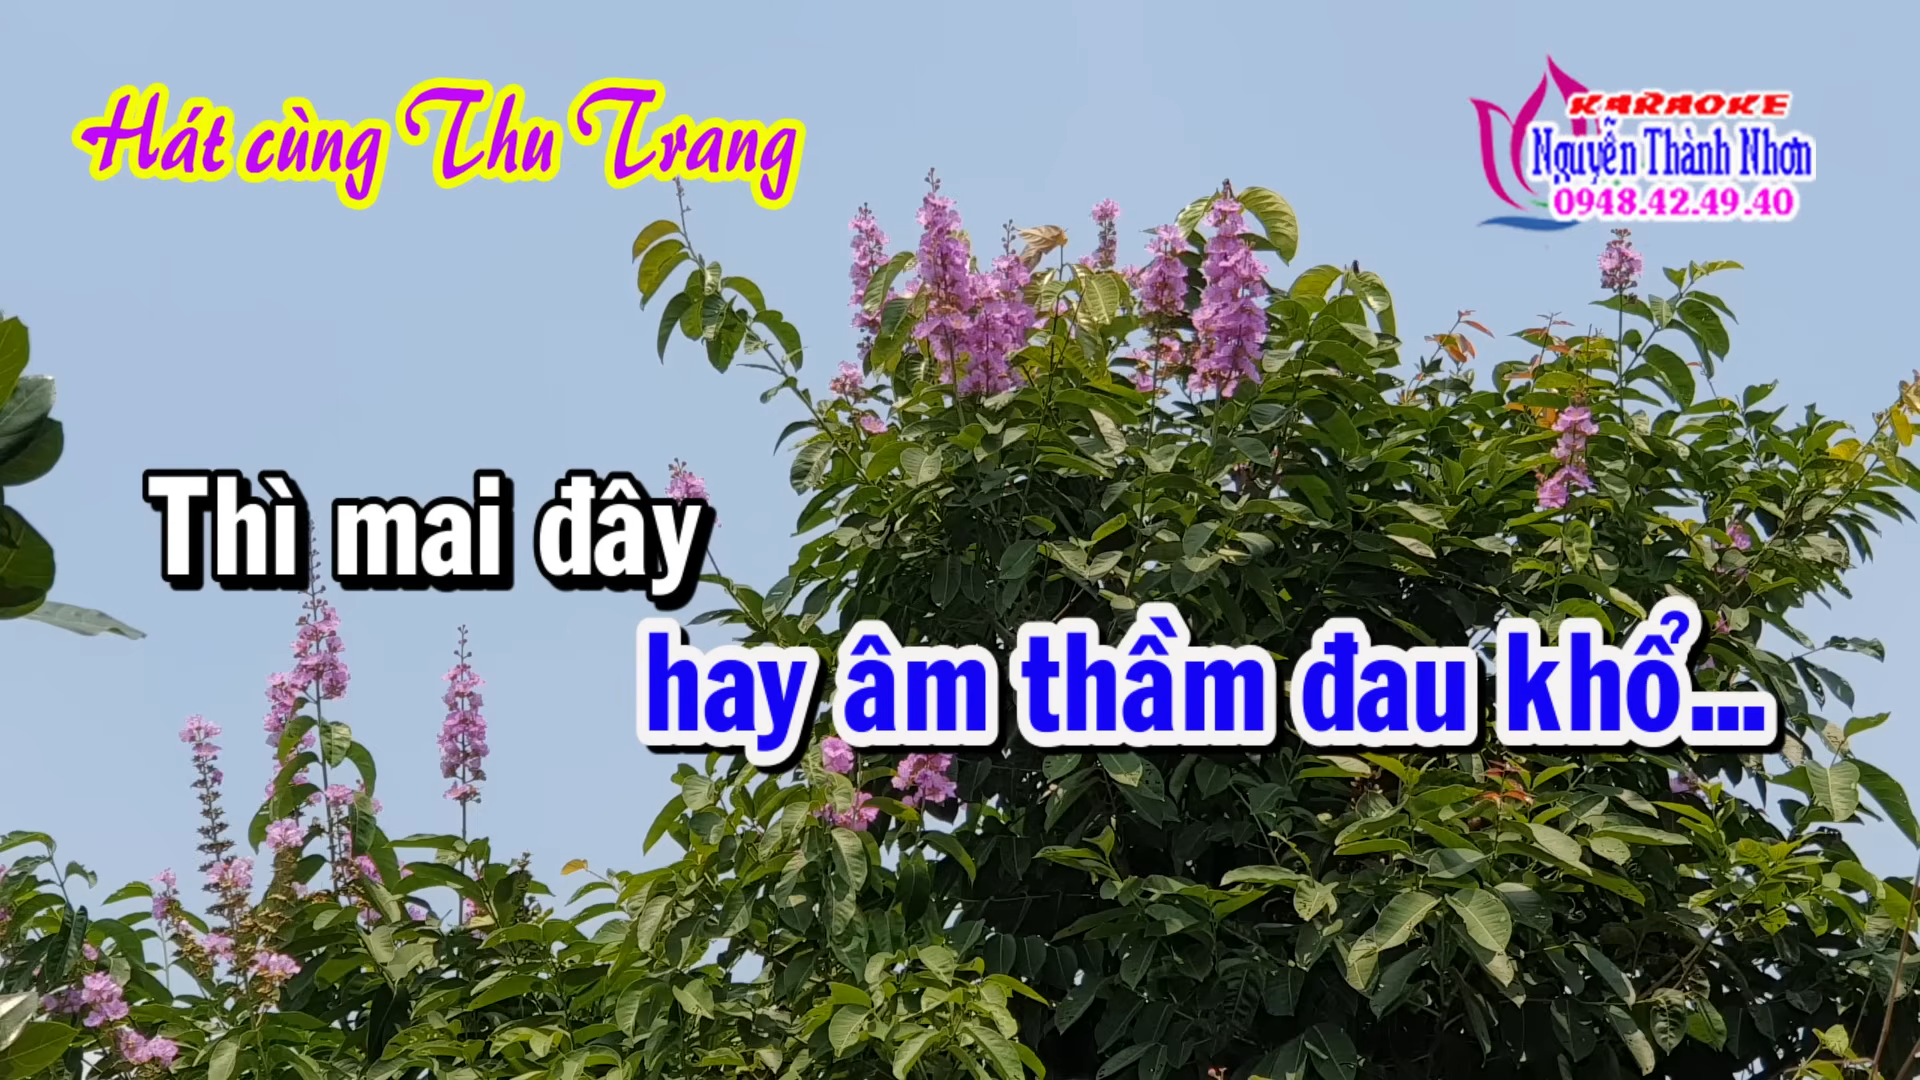 Hát cùng Thu Trang
KARAOKE
Nguyễn Thành Nhơn
0948.42.49.40
Thì mai đây
hay âm thầm đau khổ...